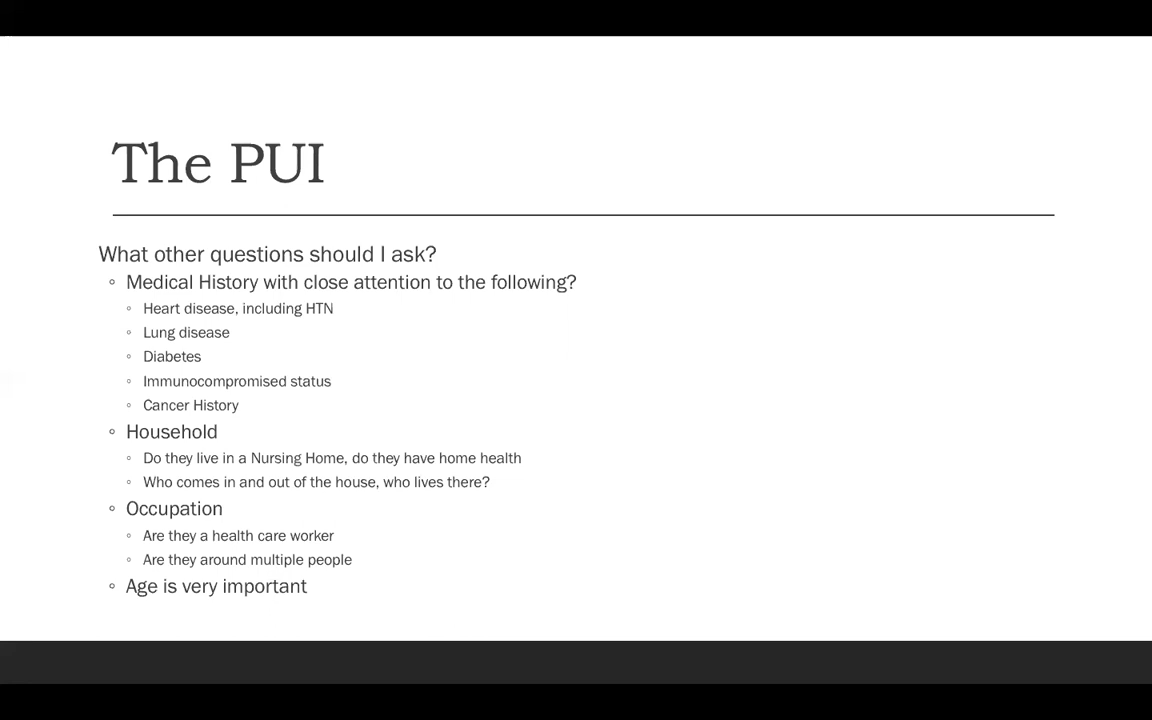 The PUI
What other questions should I ask?
◦ Medical History with close attention to the following?
◦ Heart disease, including HTN
◦ Lung disease
◦ Diabetes
◦ Immunocompromised status
◦ Cancer History
◦ Household
◦ Do they live in a Nursing Home, do they have home health
◦ Who comes in and out of the house, who lives there?
◦ Occupation
◦ Are they a health care worker
◦ Are they around multiple people
◦ Age is very important